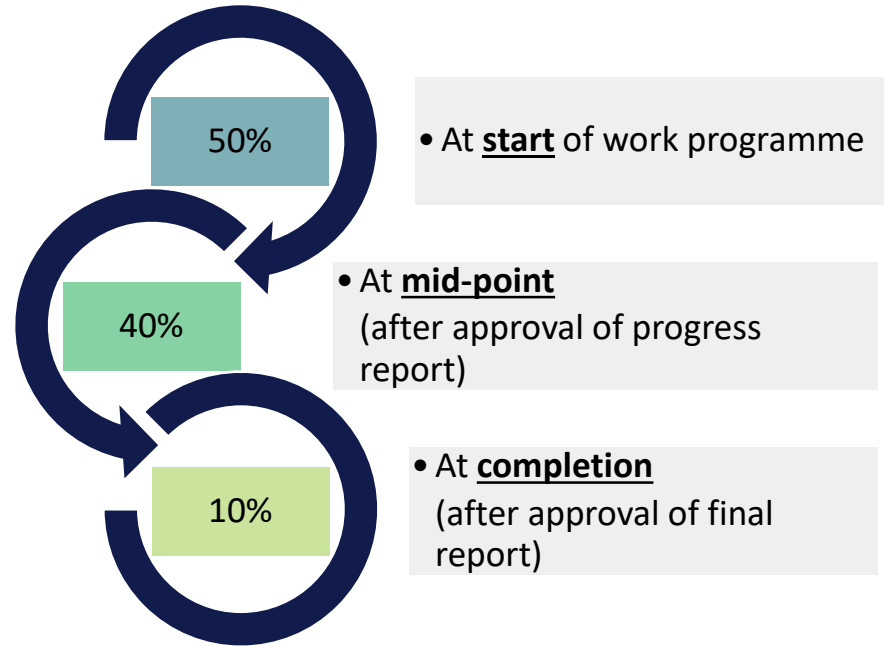 50%
• At start of work programme
40%
• At mid-point
(after approval of progress
report)
10%
• At completion
(after approval of final
report)